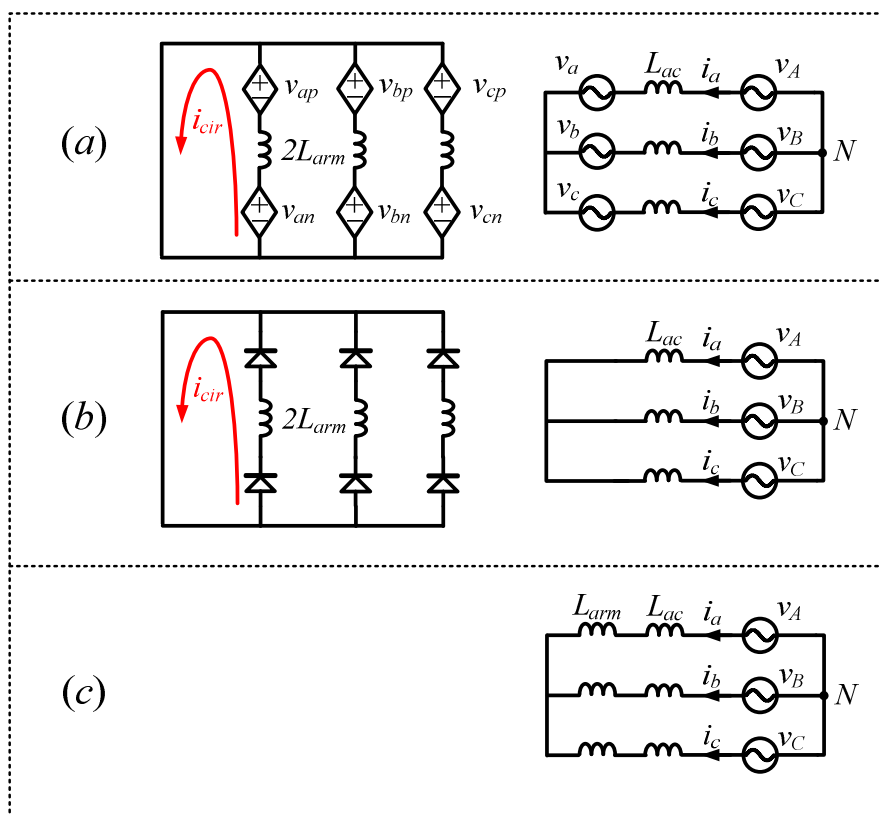 (a)
i_cir
v_ap
v_bp
v_cp
2L_arm
v_an
v_bn
v_cn
v_a
L_ac
i_a
v_A
v_b
i_b
v_B
N
v_c
i_c
v_C
(b)
i_cir
2L_arm
L_ac
i_a
v_A
i_b
v_B
N
i_c
v_C
(c)
L_arm
L_ac
i_a
v_A
i_b
v_B
N
i_c
v_C